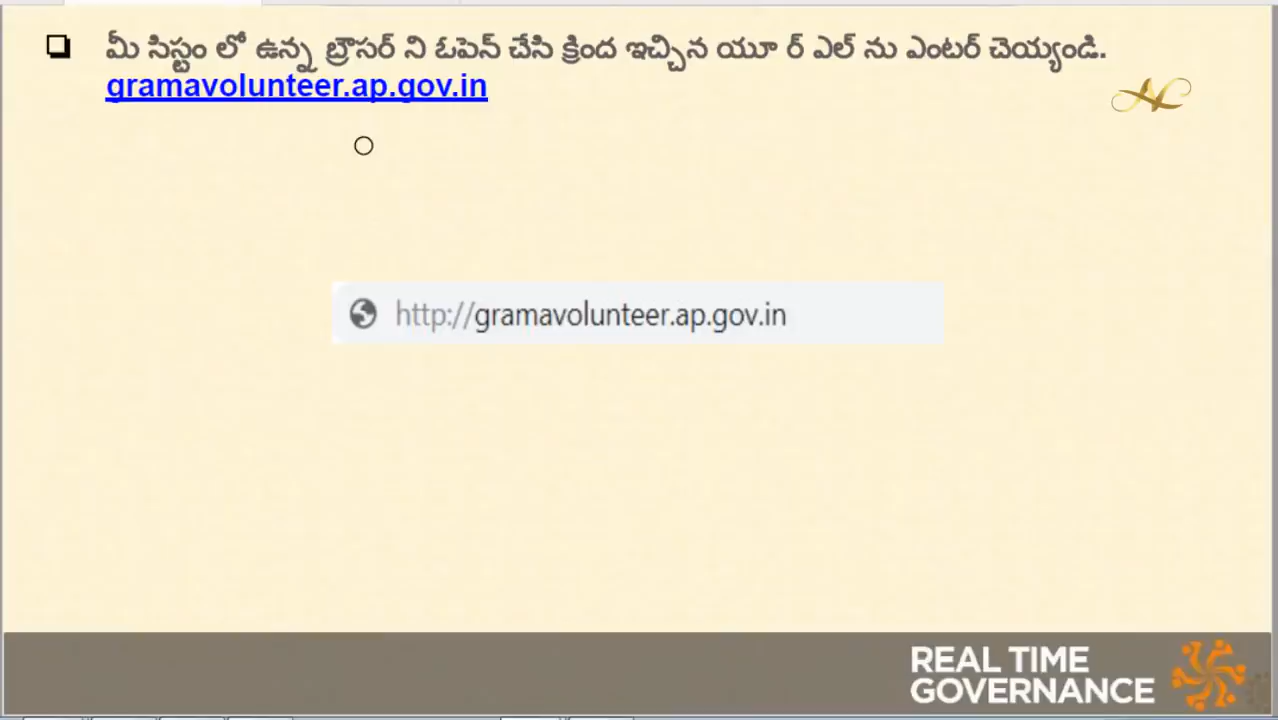 మీ సిస్టం లో ఉన్న బ్రౌసర్ ని ఓపెన్ చేసి క్రింద ఇచ్చిన యూ ర్ ఎల్ ను ఎంటర్ చెయ్యండి.
gramavolunteer.ap.gov.in
http://gramavolunteer.ap.gov.in
REAL TIME
GOVERNANCE